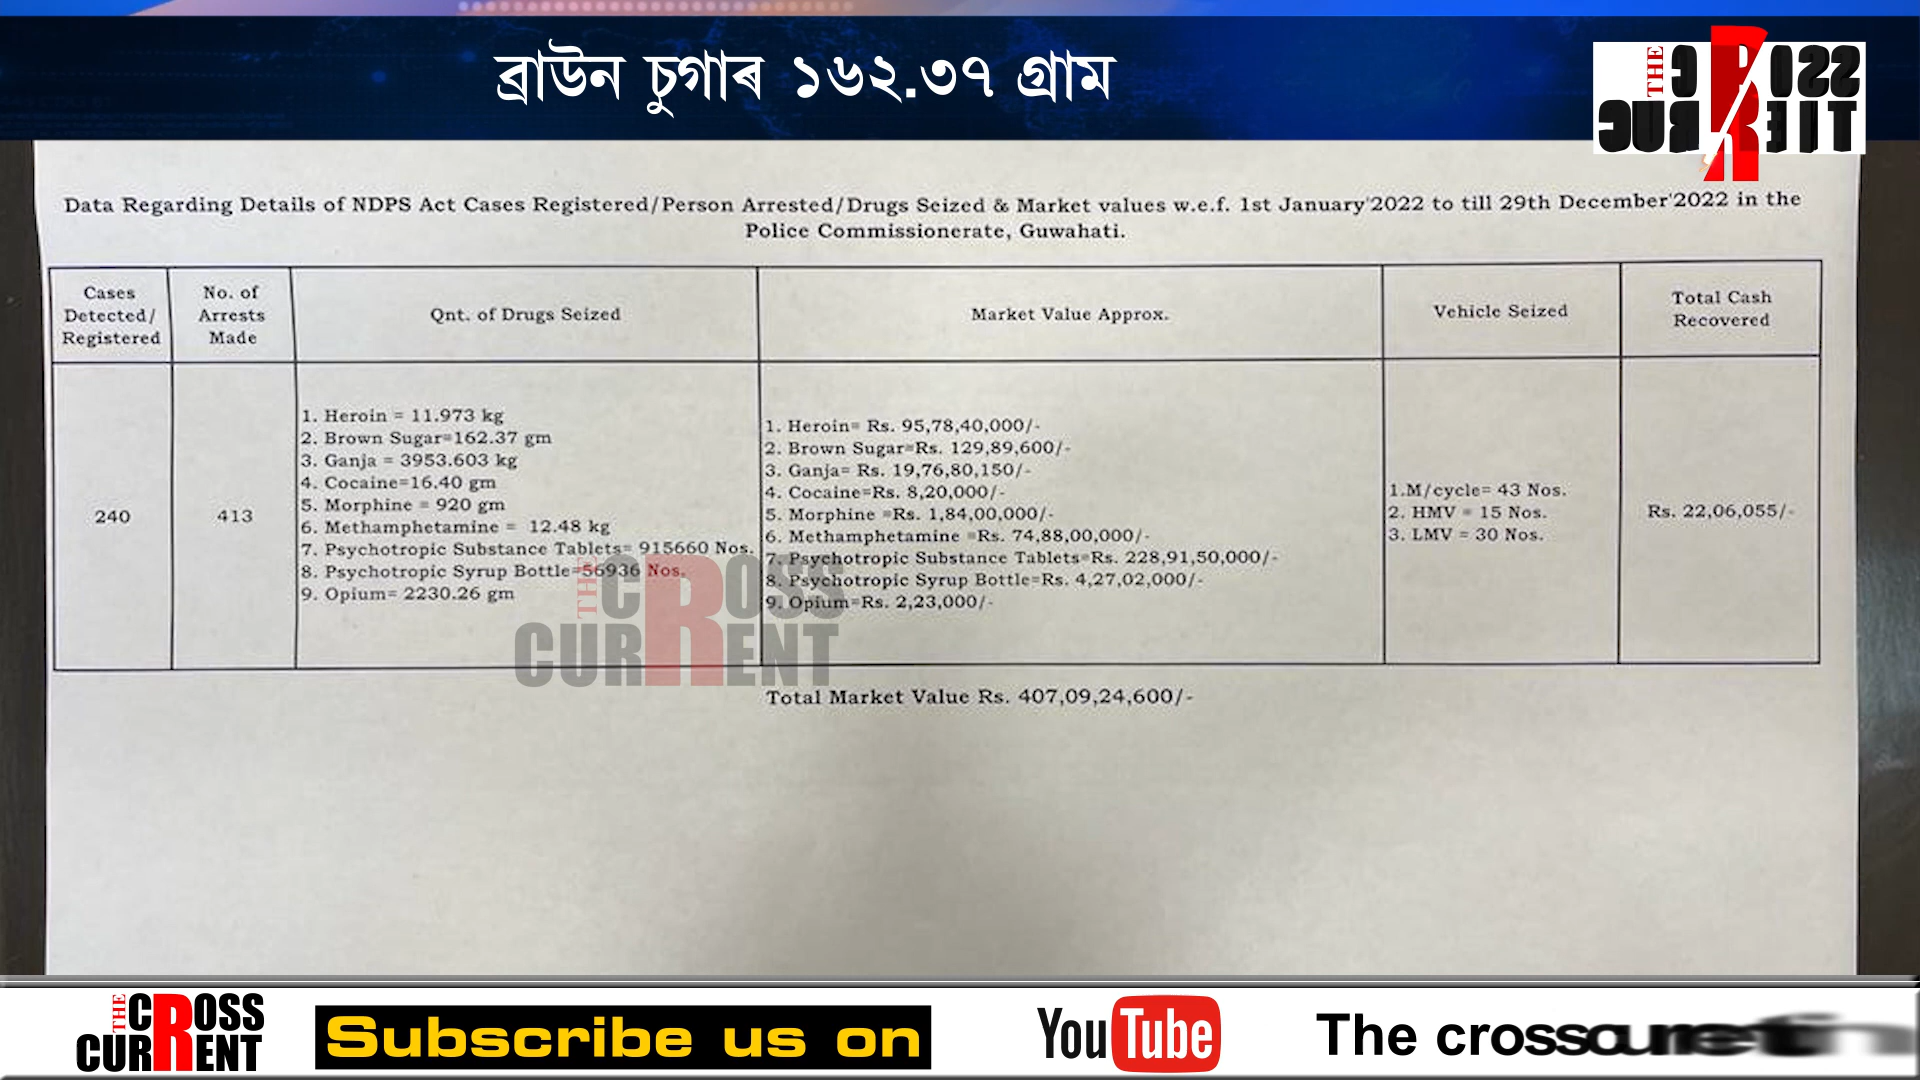 ব্ৰাউন চুগাৰ ১৬২.৩৭ গ্ৰাম
THE CROSS CURRENT
Data Regarding Details of NDPS Act Cases Registered/Person Arrested/Drugs Seized & Market values w.e.f. 1st January'2022 to till 29th December'2022 in the
Police Commissionerate, Guwahati.
Cases
Detected/
Registered
No. of
Arrests
Made
Qnt. of Drugs Seized
Market Value Approx.
Vehicle Seized
Total Cash
Recovered
240
413
1. Heroin = 11.973 kg
2. Brown Sugar=162.37 gm
3. Ganja = 3953.603 kg
4. Cocaine=16.40 gm
5. Morphine = 920 gm
6. Methamphetamine = 12.48 kg
7. Psychotropic Substance Tablets= 915660 Nos.
8. Psychotropic Syrup Bottle=56936 Nos.
9. Opium= 2230.26 gm
1. Heroin= Rs. 95,78,40,000/-
2. Brown Sugar=Rs. 129,89,600/-
3. Ganja= Rs. 19,76,80,150/-
4. Cocaine=Rs. 8,20,000/-
5. Morphine =Rs. 1,84,00,000/-
6. Methamphetamine =Rs. 74,88,00,000/-
7. Psychotropic Substance Tablets=Rs. 228,91,50,000/-
8. Psychotropic Syrup Bottle=Rs. 4,27,02,000/-
9. Opium=Rs. 2,23,000/-
1.M/cycle= 43 Nos.
2. HMV = 15 Nos.
3. LMV = 30 Nos.
Rs. 22,06,055/-
THE CROSS
CURRENT
Total Market Value Rs. 407,09,24,600/-
THE CROSS
CURRENT
Subscribe us on
YouTube
The cross